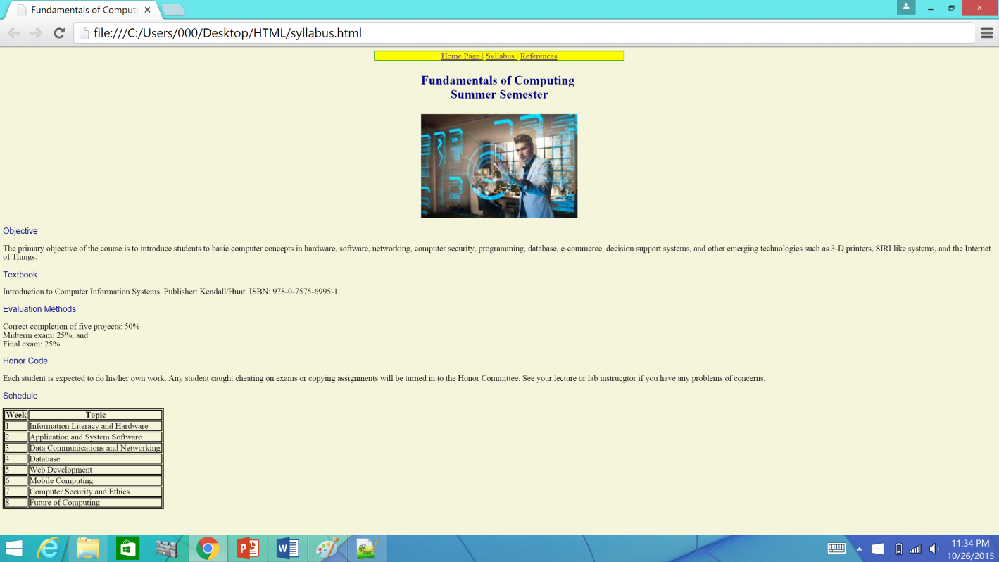 Fundamentals of Computi
file:///C:/Users/000/Desktop/HTML/syllabus.html
Home Page | Syllabus | References
Fundamentals of Computing
Summer Semester
Objective
The primary objective of the course is to introduce students to basic computer concepts in hardware, software, networking, computer security, programming, database, e-commerce, decision support systems, and other emerging technologies such as 3-D printers, SIRI like systems, and the Internet
of Things.
Textbook
Introduction to Computer Information Systems. Publisher: Kendall/Hunt. ISBN: 978-0-7575-6995-1.
Evaluation Methods
Correct completion of five projects: 50%
Midterm exam: 25%, and
Final exam: 25%
Honor Code
Each student is expected to do his/her own work. Any student caught cheating on exams or copying assignments will be turned in to the Honor Committee. See your lecture or lab instrucgtor if you have any problems of concerns.
Schedule
Week Topic
1 Information Literacy and Hardware
2 Application and System Software
3 Data Communications and Networking
4 Database
5 Web Development
6 Mobile Computing
7 Computer Security and Ethics
8 Future of Computing
11:34 PM
10/26/2015